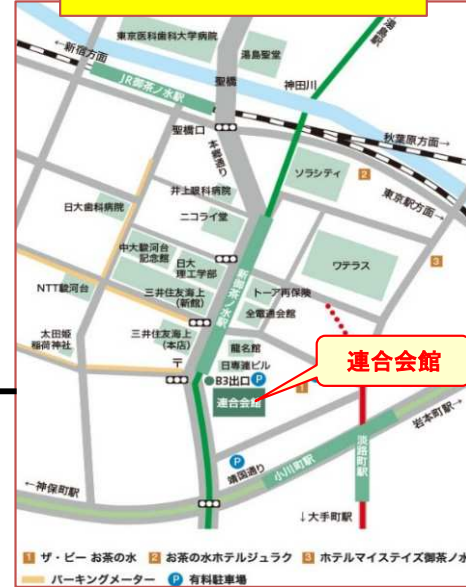 東京医科歯科大学病院
湯島聖堂
湯島駅
←新宿方面
JR御茶ノ水駅
聖橋
神田川
聖橋口
本郷通り
秋葉原方面→
井上眼科病院
ソラシティ
2
東京駅方面→
日大歯科病院
ニコライ堂
中大駿河台
記念館
日大
理工学部
新御茶ノ水駅
ワテラス
3
NTT駿河台
三井住友海上
(新館)
トーア再保険
全電通会館
太田姫
稲荷神社
三井住友海上
(本店)
龍名館
日専連ビル
〒
B3出口 P
連合会館
連合会館
1
淡路町駅
岩本町駅→
P
靖国通り
小川町駅
←神保町駅
↓大手町駅
1 ザ・ビー お茶の水 2 お茶の水ホテルジュラク 3 ホテルマイステイズ御茶ノ水
パーキングメーター P 有料駐車場